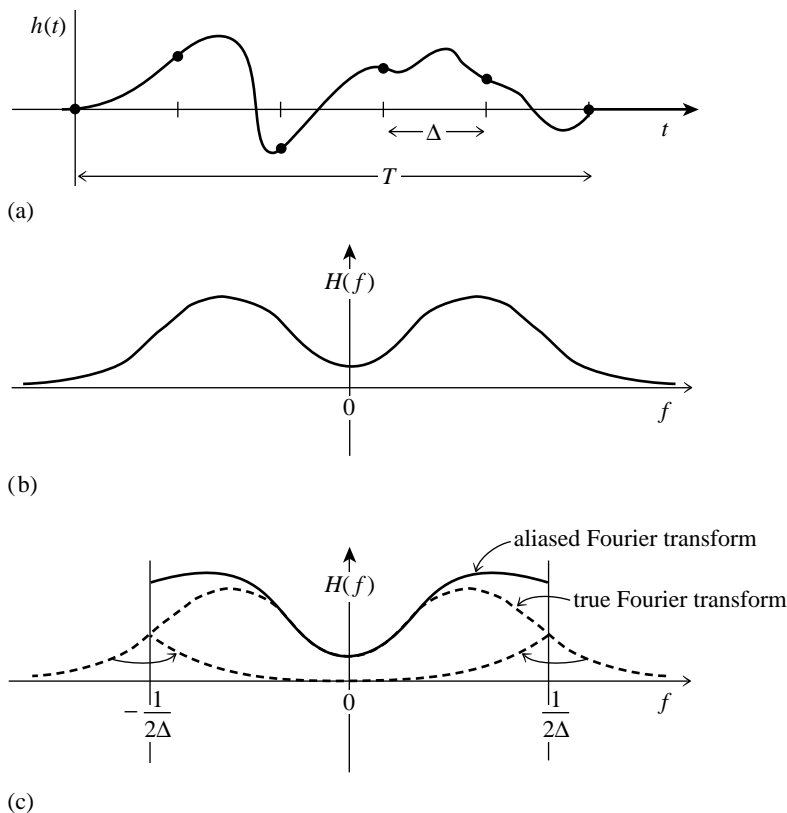 h(t)
Δ
t
T
(a)
H(f)
0
f
(b)
aliased Fourier transform
H(f)
true Fourier transform
0
f
− 1/2Δ
1/2Δ
(c)